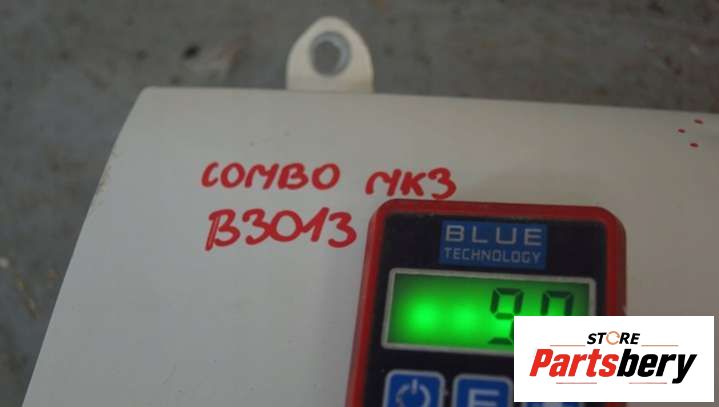 COMBO MK3
B3013
BLUE
TECHNOLOGY
STORE
Partsbery